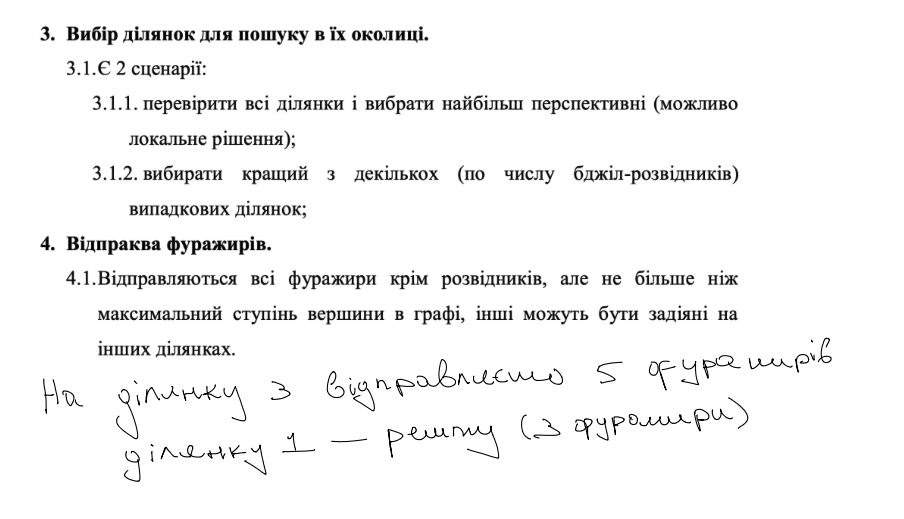 3. Вибір ділянок для пошуку в їх околиці.
3.1.Є 2 сценарії:
3.1.1. перевірити всі ділянки і вибрати найбільш перспективні (можливо
локальне рішення);
3.1.2. вибирати кращий з декількох (по числу бджіл-розвідників)
випадкових ділянок;
4. Відпраква фуражирів.
4.1.Відправляються всі фуражири крім розвідників, але не більше ніж
максимальний ступінь вершини в графі, інші можуть бути задіяні на
інших ділянках.
На ділянку 3 відправляємо 5 фуражирів
ділянку 1 — решту (3 фуражири)